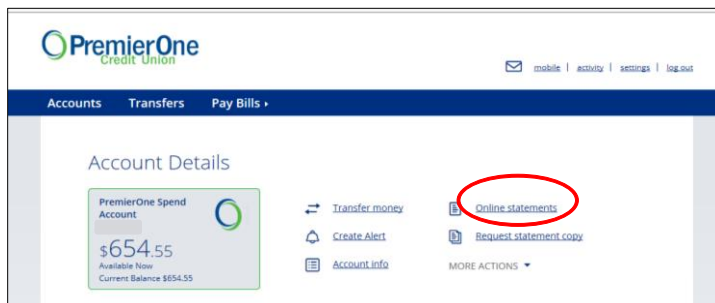 PremierOne
Credit Union
mobile | activity | settings | log out
Accounts Transfers Pay Bills
Account Details
PremierOne Spend
Account
$654.55
Available Now
Current Balance $654.55
Transfer money
Create Alert
Account info
Online statements
Request statement copy
MORE ACTIONS